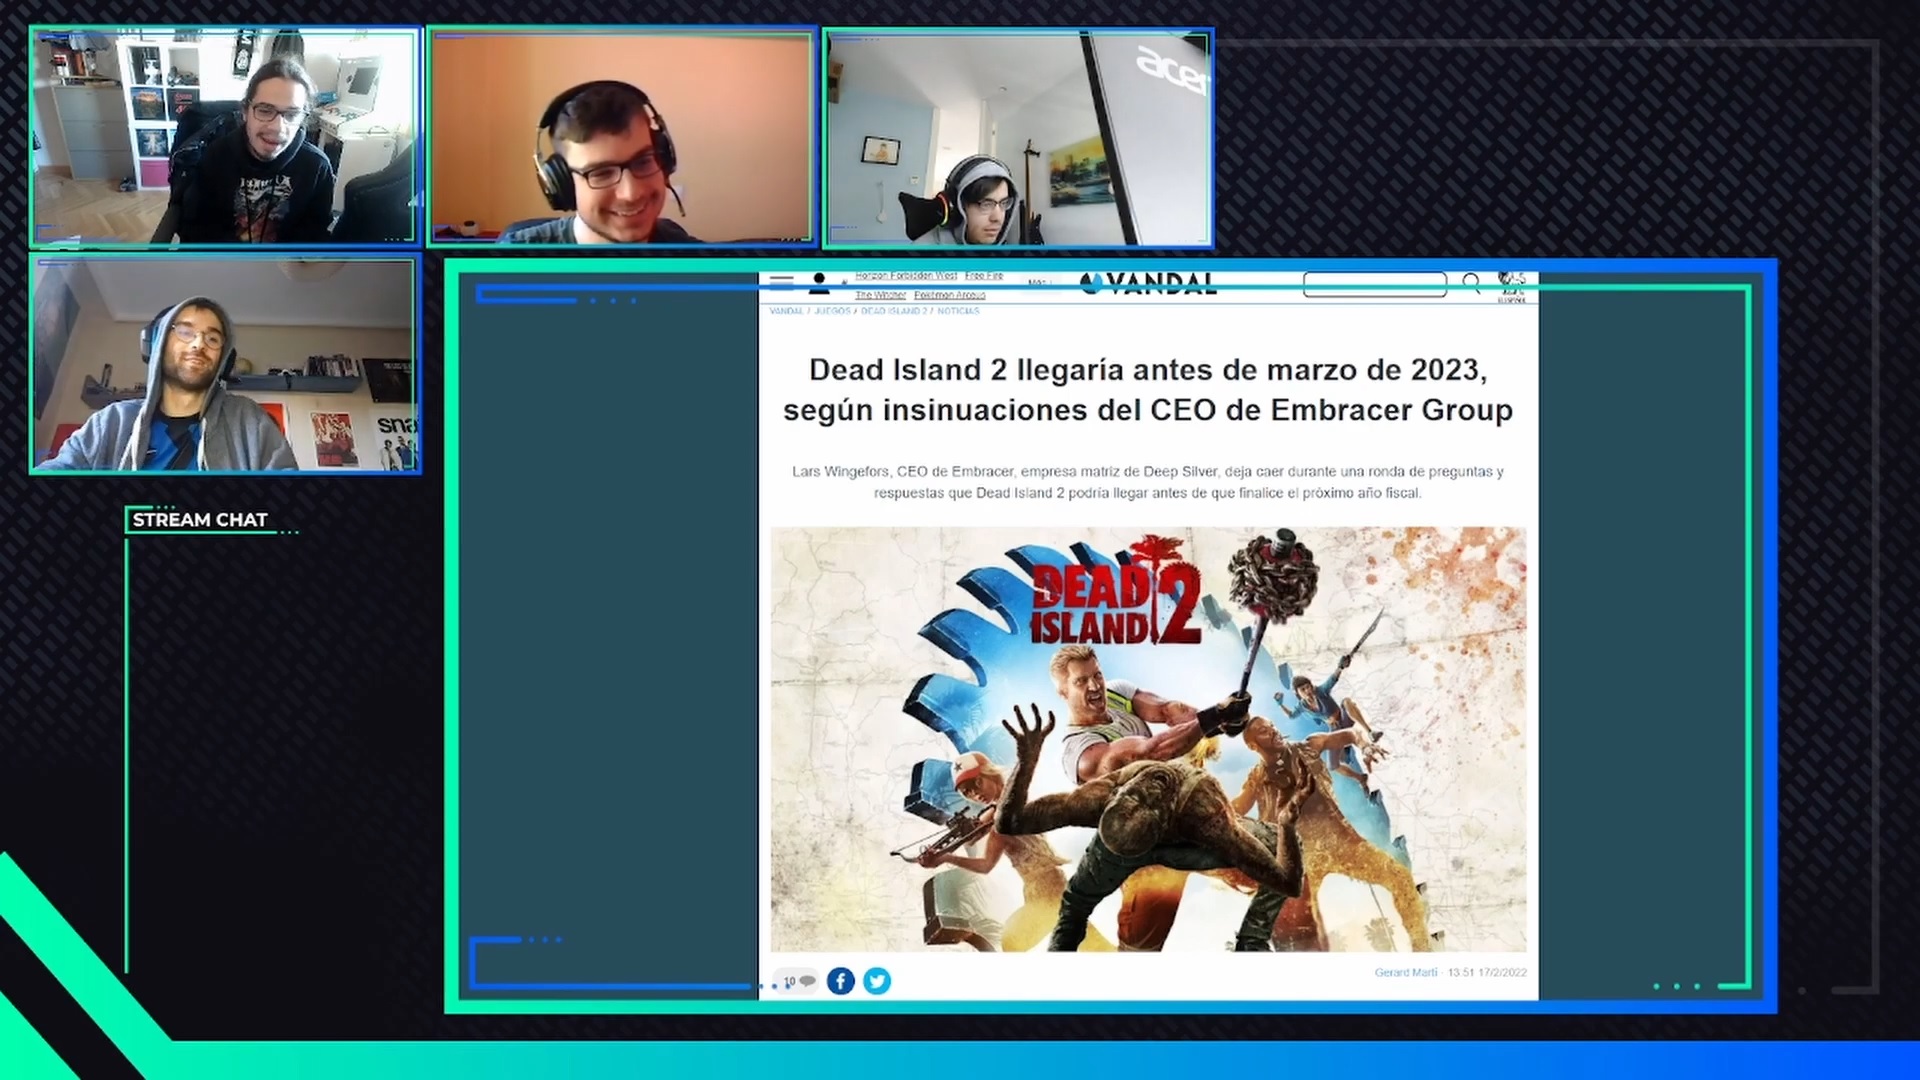 acer
Horizon Forbidden West Free Fire
The Witcher Pokémon Arceus
VANDAL
VANDAL / JUEGOS / DEAD ISLAND 2 / NOTICIAS
Dead Island 2 llegaría antes de marzo de 2023,
según insinuaciones del CEO de Embracer Group
Lars Wingefors, CEO de Embracer, empresa matriz de Deep Silver, deja caer durante una ronda de preguntas y
respuestas que Dead Island 2 podría llegar antes de que finalice el próximo año fiscal.
STREAM CHAT
DEAD
ISLAND 2
10
Gerard Martí · 13:51 17/2/2022